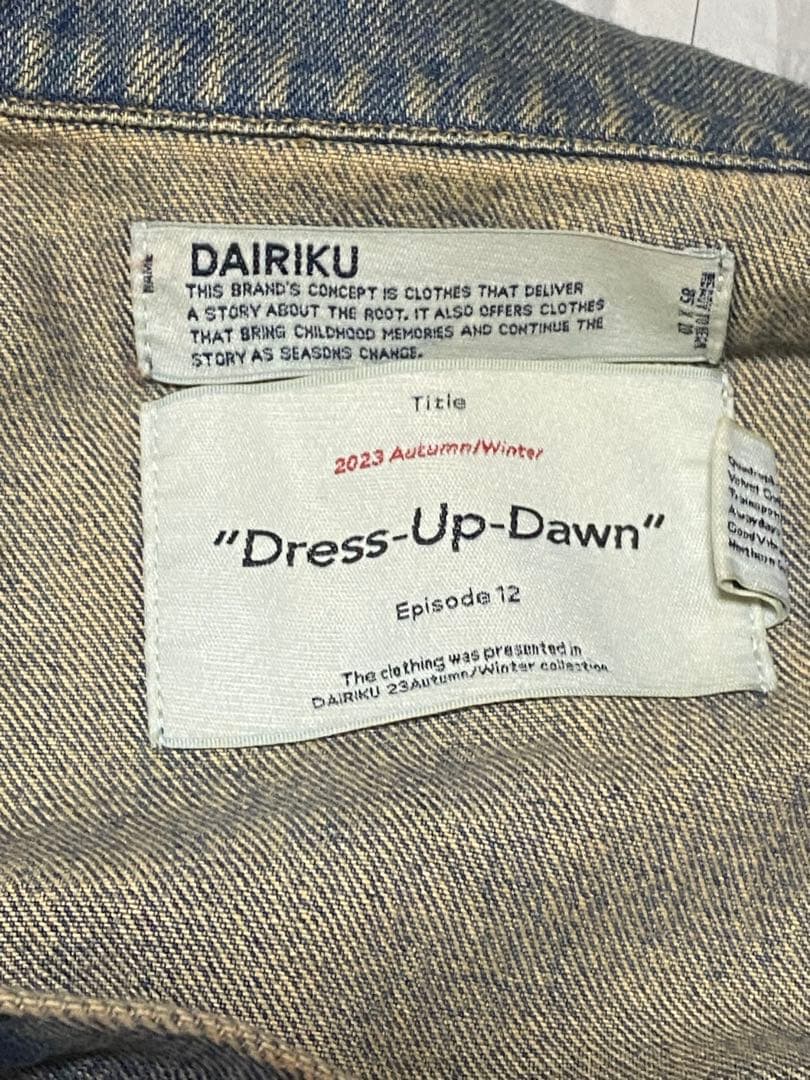 DAIRIKU
THIS BRAND'S CONCEPT IS CLOTHES THAT DELIVER
A STORY ABOUT THE ROOT. IT ALSO OFFERS CLOTHES
THAT BRING CHILDHOOD MEMORIES AND CONTINUE THE
STORY AS SEASONS CHANGE.
Title
2023 Autumn/Winter
"Dress-Up-Dawn"
Episode 12
The clothing was presented in
DAIRIKU 23Autumn/Winter collection
Velvet
Good